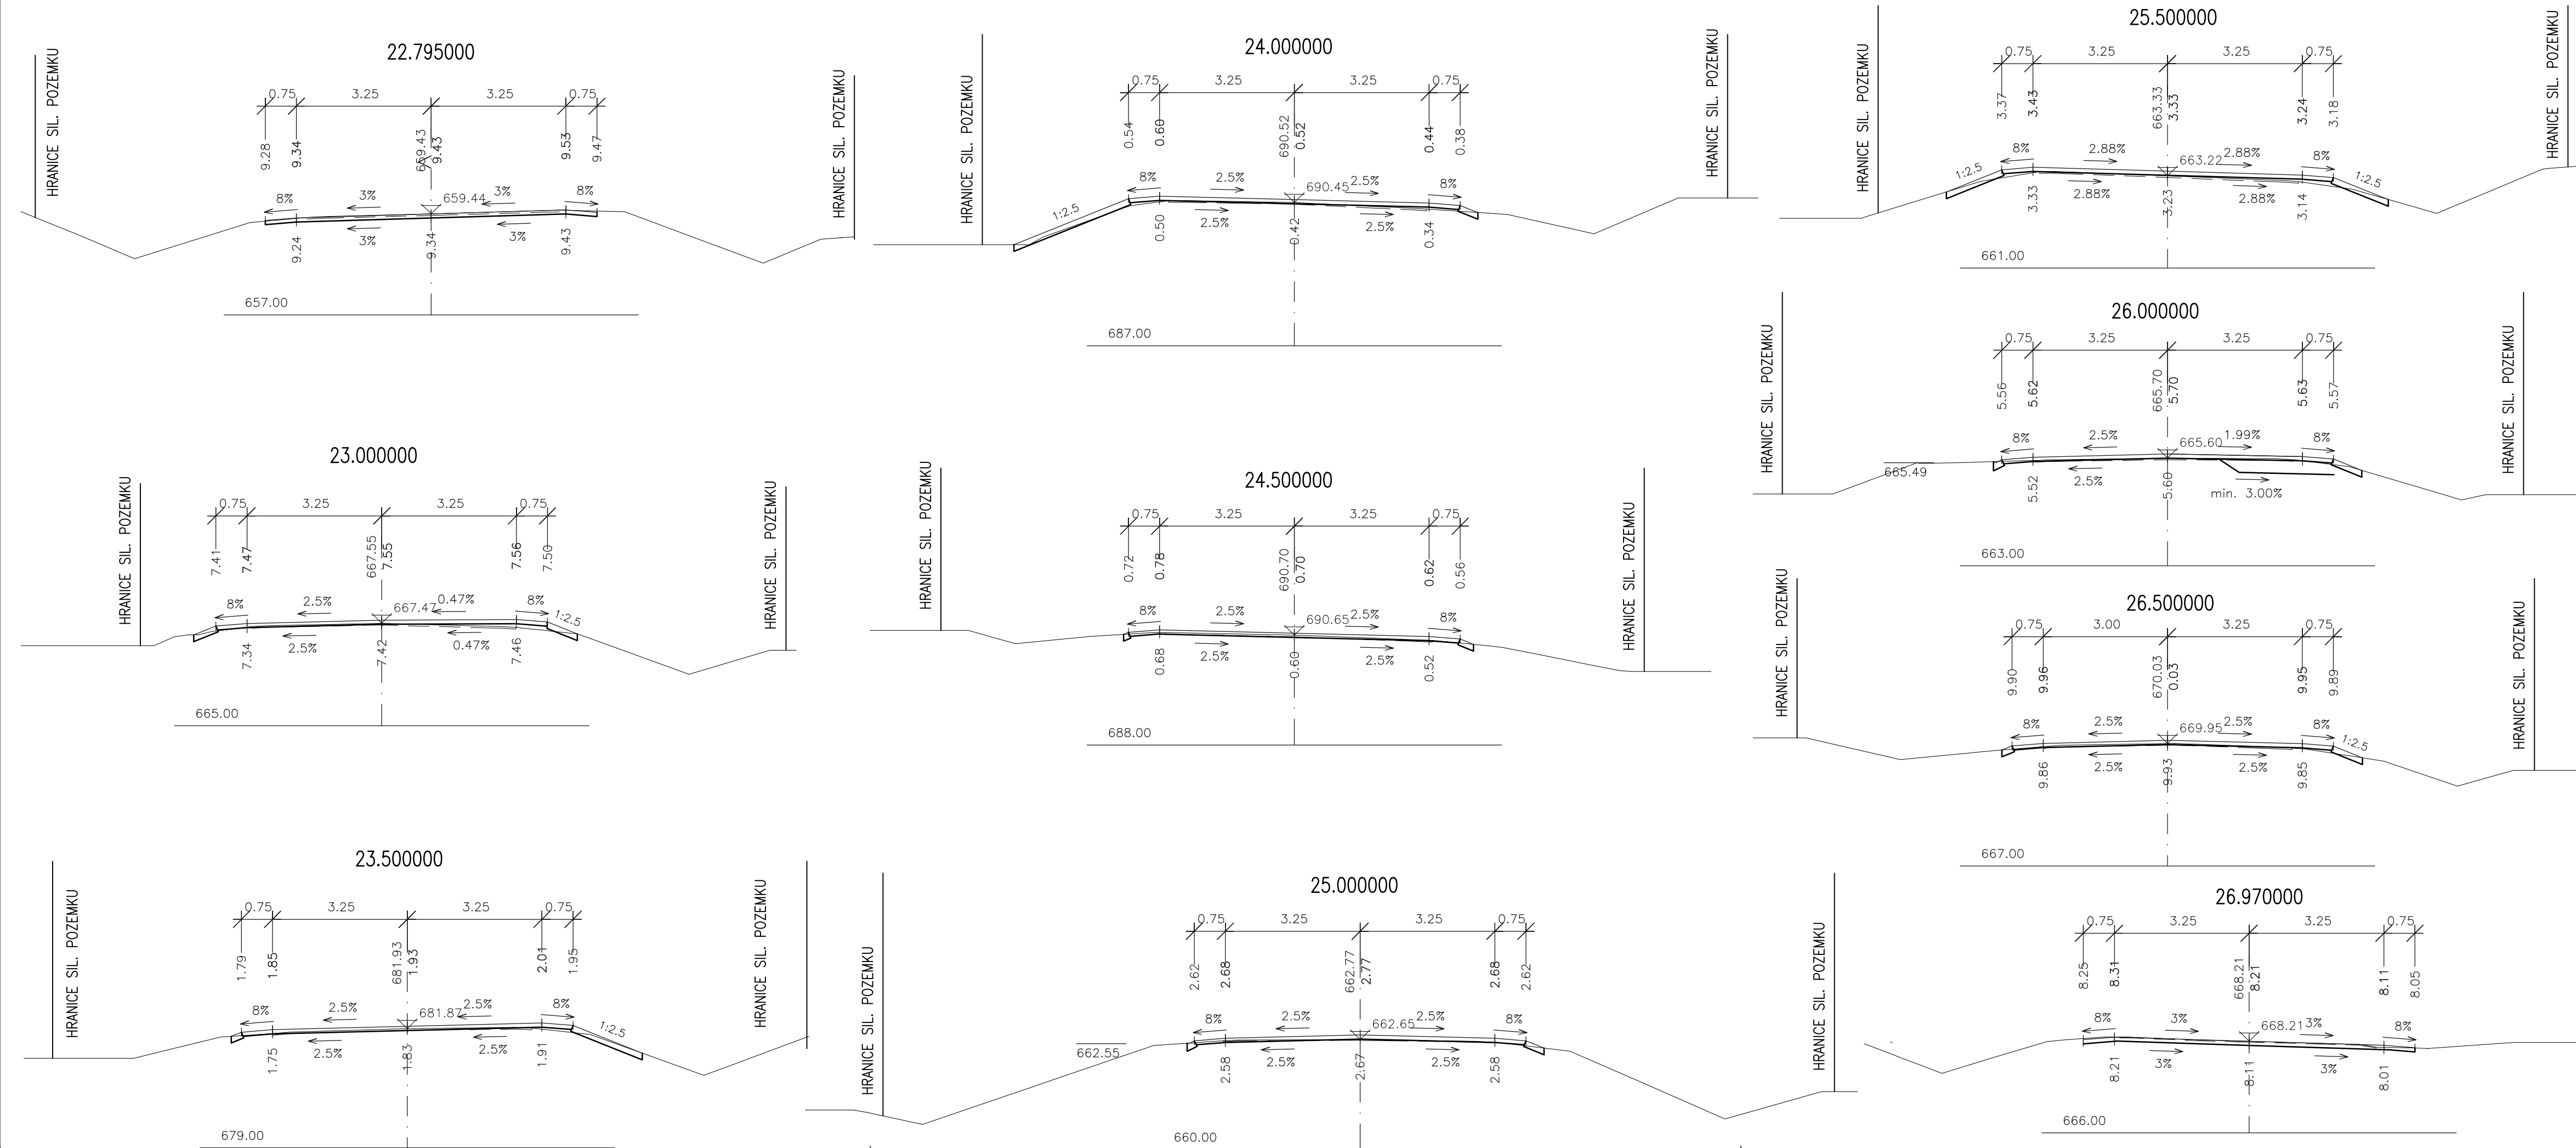 22.795000
HRANICE SIL. POZEMKU
HRANICE SIL. POZEMKU
0.75 3.25 3.25 0.75
9.28 9.34 659.43 9.43 9.53 9.47
8% 3% 659.44 3% 8%
3% 3%
9.24 9.34 9.43
657.00
23.000000
HRANICE SIL. POZEMKU
HRANICE SIL. POZEMKU
0.75 3.25 3.25 0.75
7.41 7.47 667.55 7.55 7.56 7.50
8% 2.5% 667.47 0.47% 8% 1:2.5
2.5% 0.47%
7.34 7.42 7.46
665.00
23.500000
HRANICE SIL. POZEMKU
HRANICE SIL. POZEMKU
0.75 3.25 3.25 0.75
1.79 1.85 681.93 1.93 2.01 1.95
8% 2.5% 681.87 2.5% 8% 1:2.5
2.5% 2.5%
1.75 1.83 1.91
679.00
24.000000
HRANICE SIL. POZEMKU
HRANICE SIL. POZEMKU
0.75 3.25 3.25 0.75
0.54 0.60 690.52 0.52 0.44 0.38
1:2.5 8% 2.5% 690.45 2.5% 8%
2.5% 2.5%
0.50 0.42 0.34
687.00
24.500000
HRANICE SIL. POZEMKU
HRANICE SIL. POZEMKU
0.75 3.25 3.25 0.75
0.72 0.78 690.70 0.70 0.62 0.56
8% 2.5% 690.65 2.5% 8%
2.5% 2.5%
0.68 0.60 0.52
688.00
25.000000
HRANICE SIL. POZEMKU
HRANICE SIL. POZEMKU
0.75 3.25 3.25 0.75
2.62 2.68 662.77 2.77 2.68 2.62
8% 2.5% 662.65 2.5% 8%
662.55 2.5% 2.5%
2.58 2.67 2.58
660.00
25.500000
HRANICE SIL. POZEMKU
HRANICE SIL. POZEMKU
0.75 3.25 3.25 0.75
3.37 3.43 663.33 3.33 3.24 3.18
1:2.5 8% 2.88% 663.22 2.88% 8% 1:2.5
2.88% 2.88%
3.33 3.23 3.14
661.00
26.000000
HRANICE SIL. POZEMKU
HRANICE SIL. POZEMKU
0.75 3.25 3.25 0.75
5.56 5.62 665.70 5.70 5.63 5.57
8% 2.5% 665.60 1.99% 8%
665.49 2.5% min. 3.00%
5.52 5.60
663.00
26.500000
HRANICE SIL. POZEMKU
HRANICE SIL. POZEMKU
0.75 3.00 3.25 0.75
9.90 9.96 670.03 0.03 9.95 9.89
8% 2.5% 669.95 2.5% 8% 1:2.5
2.5% 2.5%
9.86 9.93 9.85
667.00
26.970000
0.75 3.25 3.25 0.75
8.25 8.31 668.21 8.21 8.11 8.05
8% 3% 668.21 3% 8%
3% 3%
8.21 8.11 8.01
666.00